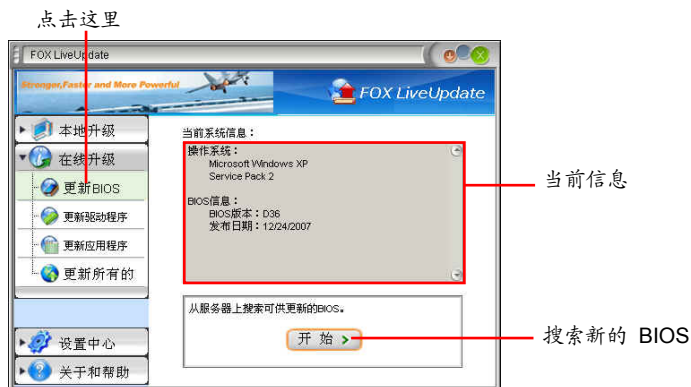 点击这里
FOX LiveUpdate
Stronger,Faster and More Powerful
FOX LiveUpdate
本地升级
在线升级
更新BIOS
更新驱动程序
更新应用程序
更新所有的
设置中心
关于和帮助
当前系统信息：
操作系统：
Microsoft Windows XP
Service Pack 2
BIOS信息：
BIOS版本：D36
发布日期：12/24/2007
当前信息
从服务器上搜索可供更新的BIOS。
开 始
搜索新的 BIOS